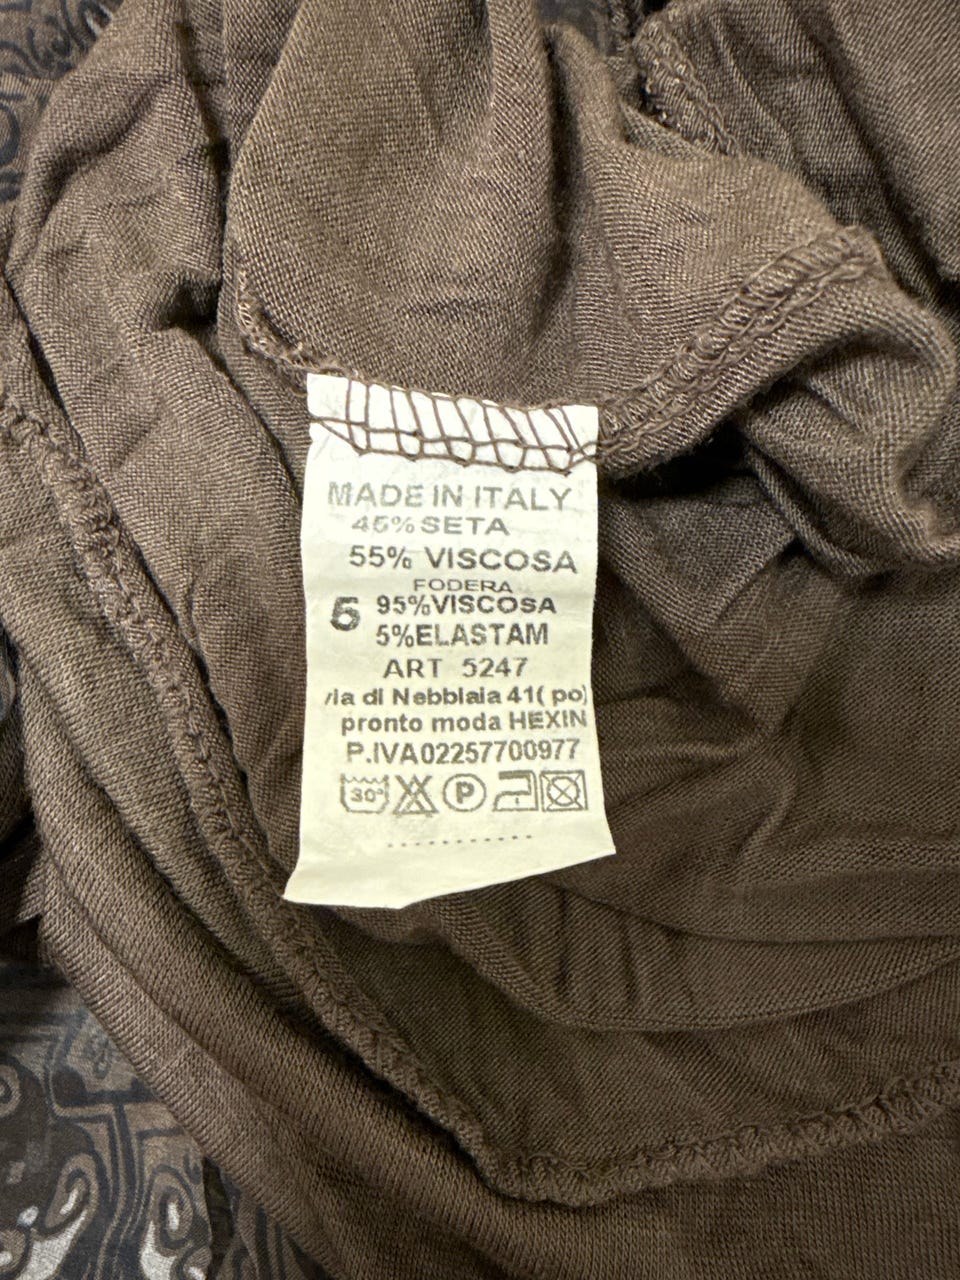 MADE IN ITALY
45% SETA
55% VISCOSA
FODERA
5 95%VISCOSA
5%ELASTAM
ART 5247
via di Nebbiaia 41( po)
pronto moda HEXIN
P.IVA02257700977
30° P